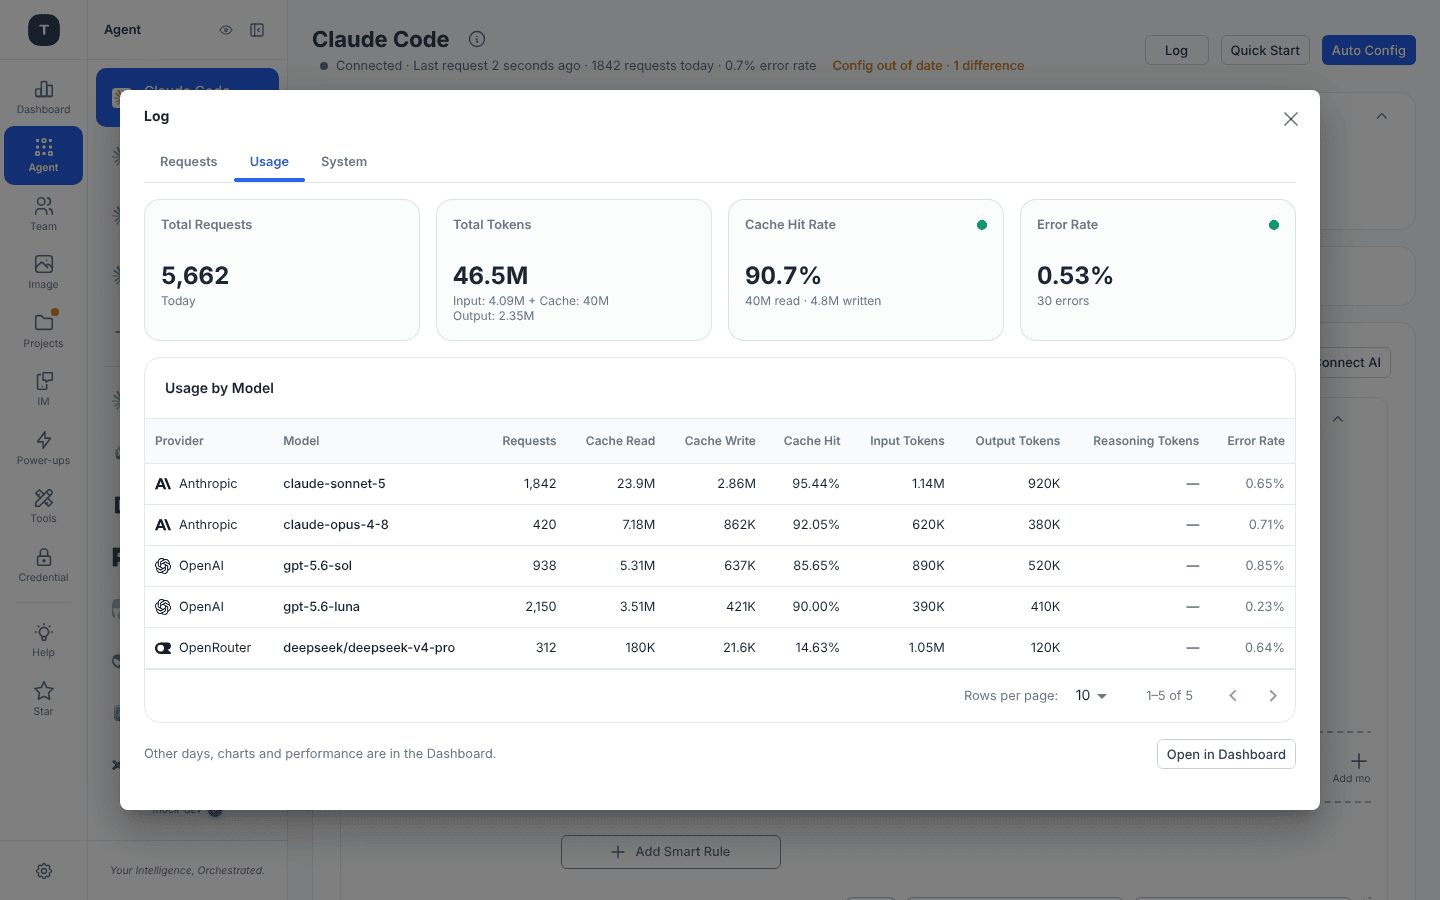 T
Agent
Claude Code
Connected · Last request 2 seconds ago · 1842 requests today · 0.7% error rate
Config out of date · 1 difference
Log
Quick Start
Auto Config
Dashboard
Agent
Team
Image
Projects
IM
Power-ups
Tools
Credential
Help
Star
Claude Code
Log
Requests
Usage
System
Total Requests
5,662
Today
Total Tokens
46.5M
Input: 4.09M + Cache: 40M
Output: 2.35M
Cache Hit Rate
90.7%
40M read · 4.8M written
Error Rate
0.53%
30 errors
Usage by Model
Provider Model Requests Cache Read Cache Write Cache Hit Input Tokens Output Tokens Reasoning Tokens Error Rate
Anthropic claude-sonnet-5 1,842 23.9M 2.86M 95.44% 1.14M 920K — 0.65%
Anthropic claude-opus-4-8 420 7.18M 862K 92.05% 620K 380K — 0.71%
OpenAI gpt-5.6-sol 938 5.31M 637K 85.65% 890K 520K — 0.85%
OpenAI gpt-5.6-luna 2,150 3.51M 421K 90.00% 390K 410K — 0.23%
OpenRouter deepseek/deepseek-v4-pro 312 180K 21.6K 14.63% 1.05M 120K — 0.64%
Rows per page: 10 1–5 of 5
Other days, charts and performance are in the Dashboard.
Open in Dashboard
onnect AI
Add mo
Add Smart Rule
Your Intelligence, Orchestrated.